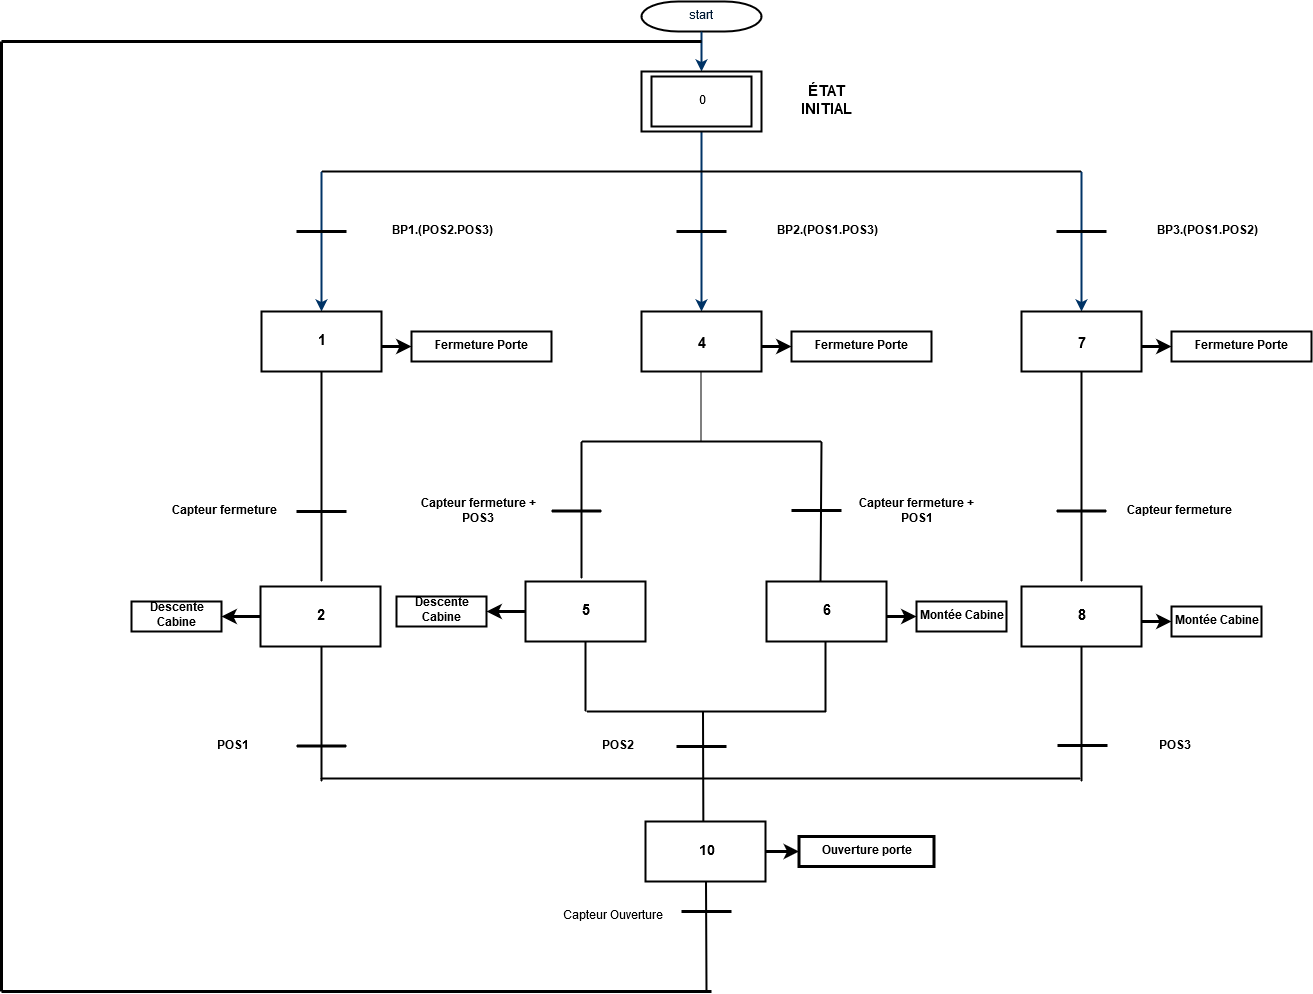 start
0
ÉTAT
INITIAL
BP1.(POS2.POS3)
BP2.(POS1.POS3)
BP3.(POS1.POS2)
1
Fermeture Porte
4
Fermeture Porte
7
Fermeture Porte
Capteur fermeture
Capteur fermeture +
POS3
Capteur fermeture +
POS1
Capteur fermeture
Descente
Cabine
2
Descente
Cabine
5
6
Montée Cabine
8
Montée Cabine
POS1
POS2
POS3
10
Ouverture porte
Capteur Ouverture